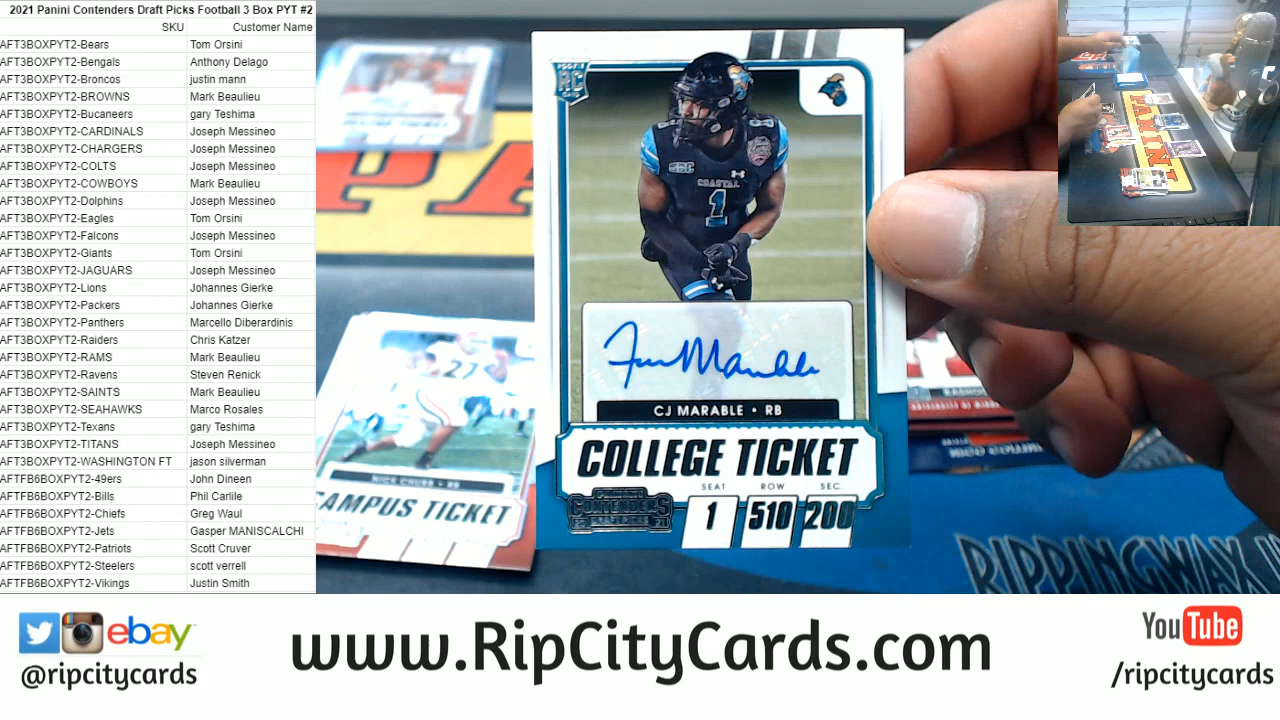 2021 Panini Contenders Draft Picks Football 3 Box PYT #2
SKU Customer Name
AFT3BOXPYT2-Bears Tom Orsini
AFT3BOXPYT2-Bengals Anthony Delago
AFT3BOXPYT2-Broncos justin mann
AFT3BOXPYT2-BROWNS Mark Beaulieu
AFT3BOXPYT2-Bucaneers gary Teshima
AFT3BOXPYT2-CARDINALS Joseph Messineo
AFT3BOXPYT2-CHARGERS Joseph Messineo
AFT3BOXPYT2-COLTS Joseph Messineo
AFT3BOXPYT2-COWBOYS Mark Beaulieu
AFT3BOXPYT2-Dolphins Joseph Messineo
AFT3BOXPYT2-Eagles Tom Orsini
AFT3BOXPYT2-Falcons Joseph Messineo
AFT3BOXPYT2-Giants Tom Orsini
AFT3BOXPYT2-JAGUARS Joseph Messineo
AFT3BOXPYT2-Lions Johannes Gierke
AFT3BOXPYT2-Packers Johannes Gierke
AFT3BOXPYT2-Panthers Marcello Diberardinis
AFT3BOXPYT2-Raiders Chris Katzer
AFT3BOXPYT2-RAMS Mark Beaulieu
AFT3BOXPYT2-Ravens Steven Renick
AFT3BOXPYT2-SAINTS Mark Beaulieu
AFT3BOXPYT2-SEAHAWKS Marco Rosales
AFT3BOXPYT2-Texans gary Teshima
AFT3BOXPYT2-TITANS Joseph Messineo
AFT3BOXPYT2-WASHINGTON FT jason silverman
AFTFB6BOXPYT2-49ers John Dineen
AFTFB6BOXPYT2-Bills Phil Carlile
AFTFB6BOXPYT2-Chiefs Greg Waul
AFTFB6BOXPYT2-Jets Gasper MANISCALCHI
AFTFB6BOXPYT2-Patriots Scott Cruver
AFTFB6BOXPYT2-Steelers scott verrell
AFTFB6BOXPYT2-Vikings Justin Smith
RC
SBC
COASTAL
1
CJ MARABLE • RB
COLLEGE TICKET
SEAT ROW SEC.
1 510 200
CONTENDERS
NICK CHUBB • RB
CAMPUS TICKET
PANINI
RIPPINGWAX
ebay
@ripcitycards
www.RipCityCards.com
YouTube
/ripcitycards